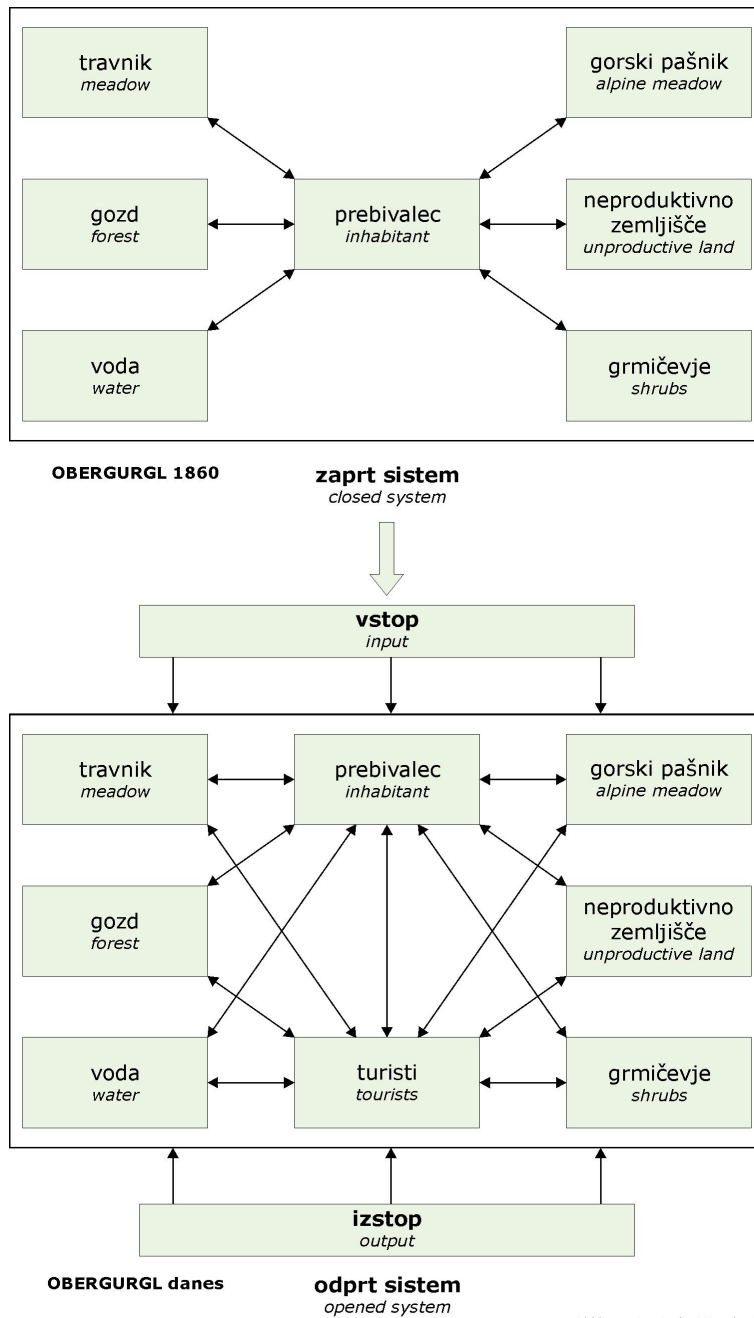 travnik
meadow
gorski pašnik
alpine meadow
gozd
forest
prebivalec
inhabitant
neproduktivno
zemljišče
unproductive land
voda
water
grmičevje
shrubs
OBERGURGL 1860
zaprt sistem
closed system
vstop
input
travnik
meadow
prebivalec
inhabitant
gorski pašnik
alpine meadow
gozd
forest
neproduktivno
zemljišče
unproductive land
voda
water
turisti
tourists
grmičevje
shrubs
izstop
output
OBERGURGL danes
odprt sistem
opened system